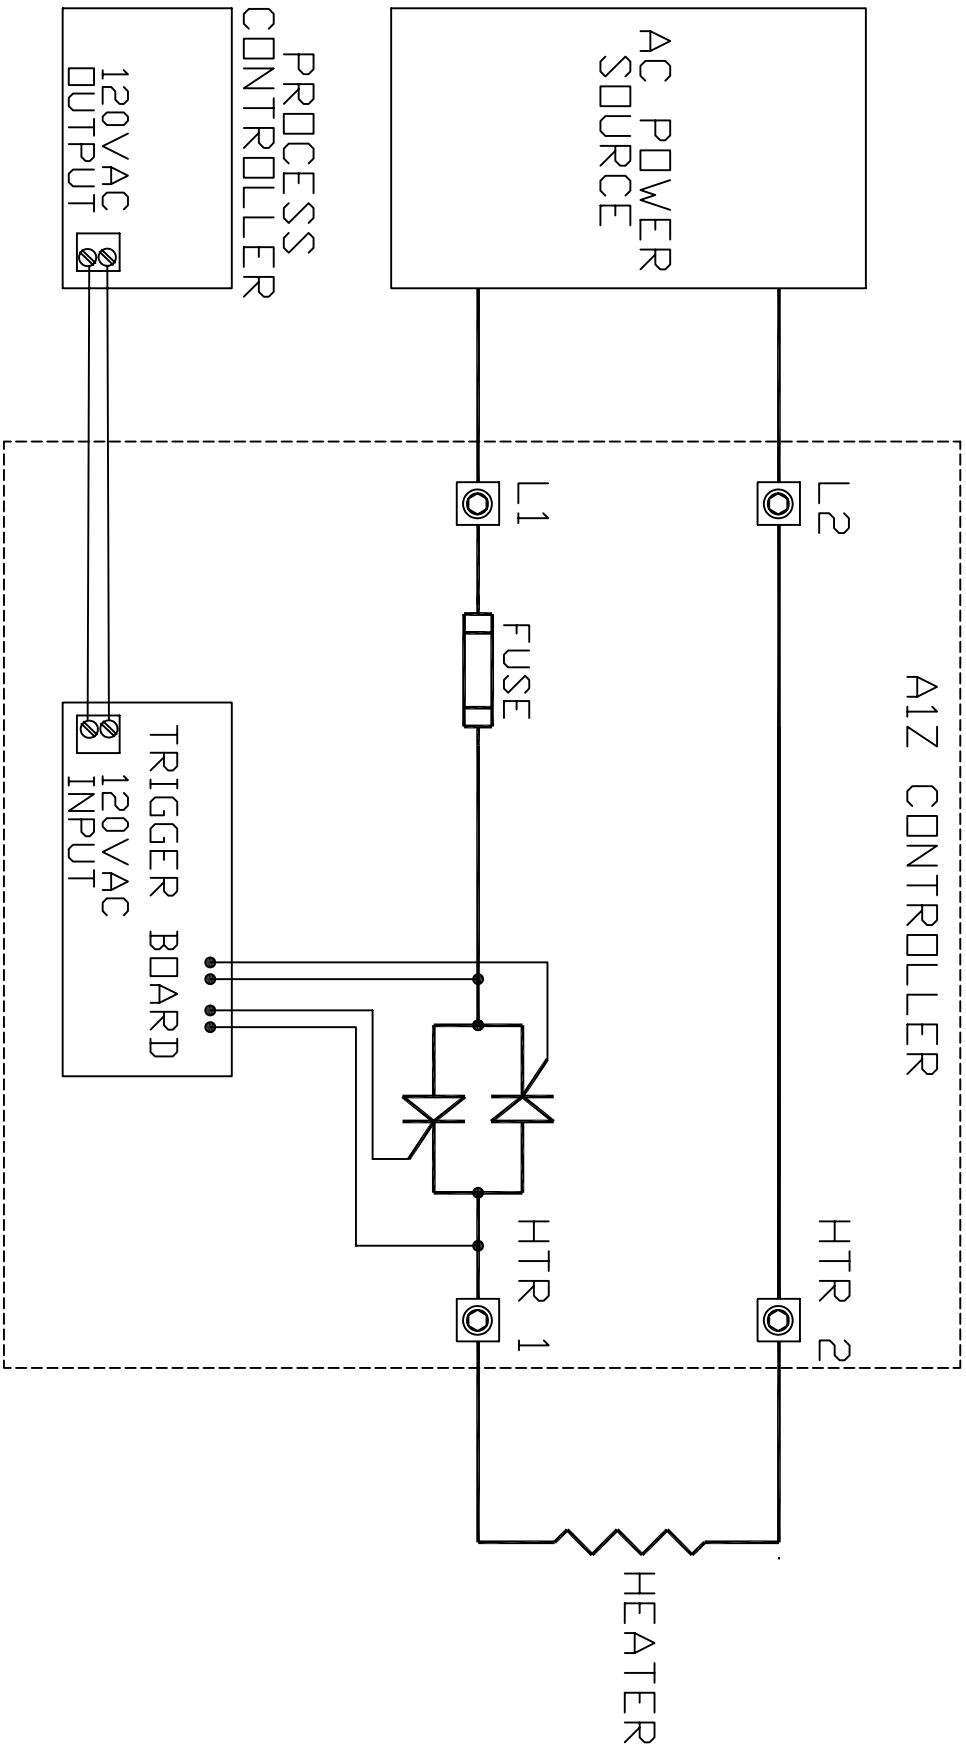 A1Z CONTROLLER
L2
HTR 2
AC POWER
SOURCE
HEATER
L1
FUSE
HTR 1
PROCESS
CONTROLLER
120VAC
OUTPUT
TRIGGER BOARD
120VAC
INPUT